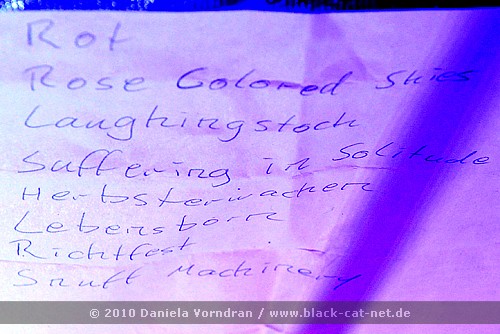 Rot
Rose Colored Skies
Laughingstock
Suffering in Solitude
Herbsterwachen
Lebensborn
Richtfest
Snuff Machinery
© 2010 Daniela Vorndran / www.black-cat-net.de